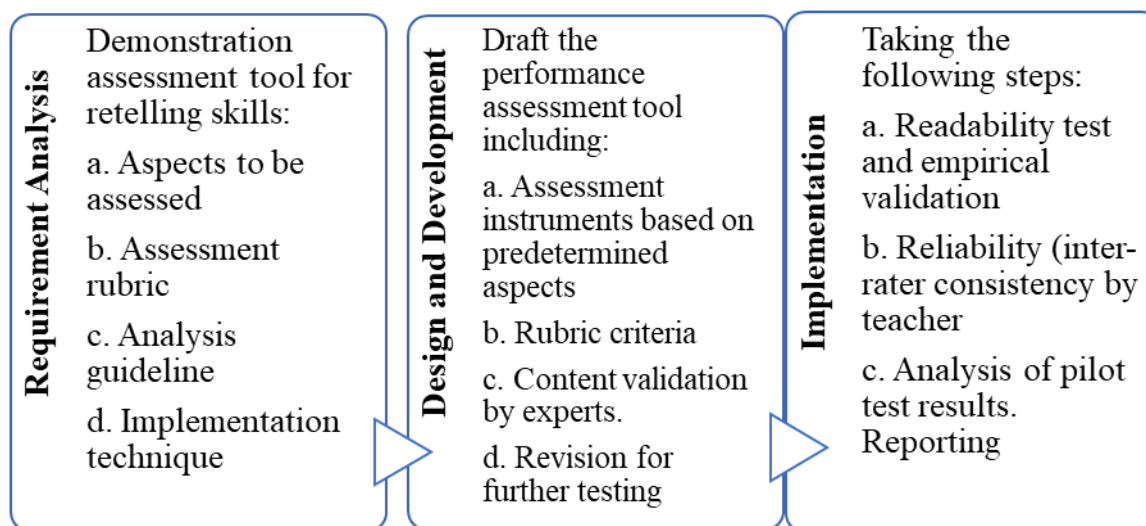 Requirement Analysis
Demonstration
assessment tool for
retelling skills:
a. Aspects to be
assessed
b. Assessment
rubric
c. Analysis
guideline
d. Implementation
technique
Design and Development
Draft the
performance
assessment tool
including:
a. Assessment
instruments based on
predetermined
aspects
b. Rubric criteria
c. Content validation
by experts.
d. Revision for
further testing
Implementation
Taking the
following steps:
a. Readability test
and empirical
validation
b. Reliability (inter-
rater consistency by
teacher
c. Analysis of pilot
test results.
Reporting